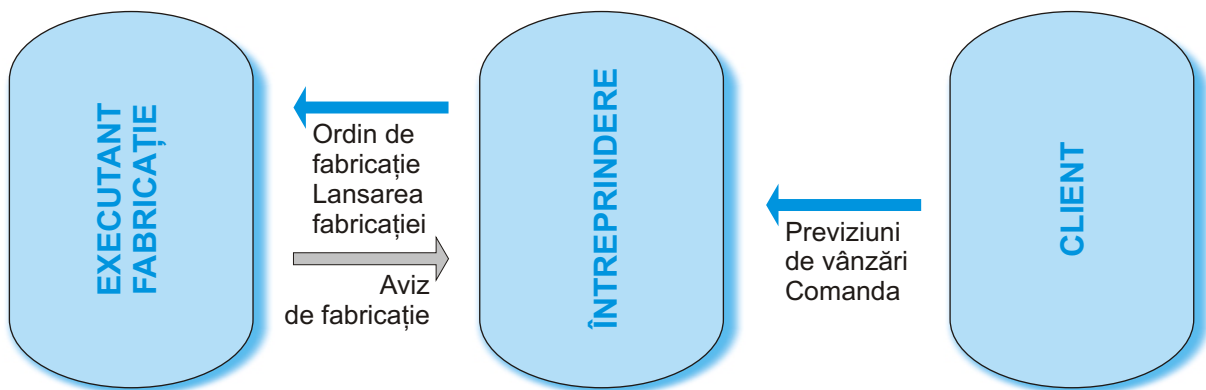 EXECUTANT
FABRICAȚIE
Ordin de
fabricație
Lansarea
fabricației
Aviz
de fabricație
ÎNTREPRINDERE
Previziuni
de vânzări
Comanda
CLIENT